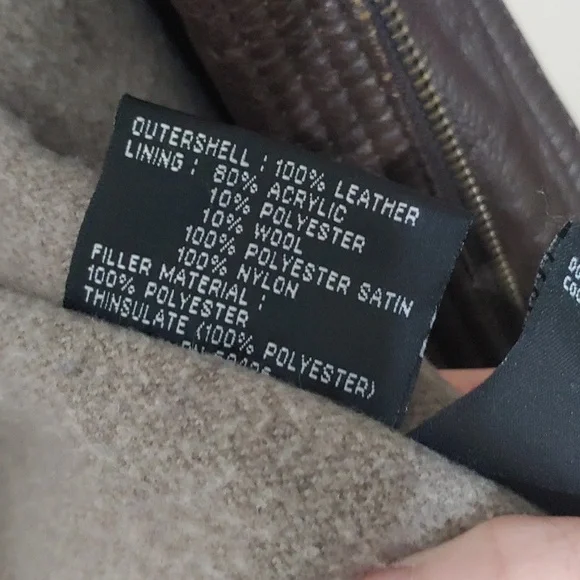 OUTERSHELL : 100% LEATHER
LINING : 80% ACRYLIC
10% POLYESTER
10% WOOL
100% POLYESTER SATIN
100% NYLON
FILLER MATERIAL :
100% POLYESTER
THINSULATE (100% POLYESTER)